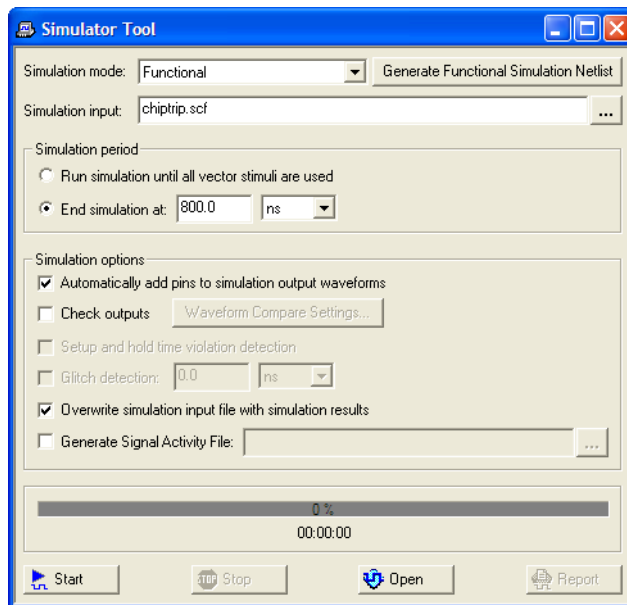 Simulator Tool
Simulation mode: Functional Generate Functional Simulation Netlist
Simulation input: chiptrip.scf ...
Simulation period
Run simulation until all vector stimuli are used
End simulation at: 800.0 ns
Simulation options
Automatically add pins to simulation output waveforms
Check outputs Waveform Compare Settings...
Setup and hold time violation detection
Glitch detection: 0.0 ns
Overwrite simulation input file with simulation results
Generate Signal Activity File: ...
0 %
00:00:00
Start STOP Stop Open Report